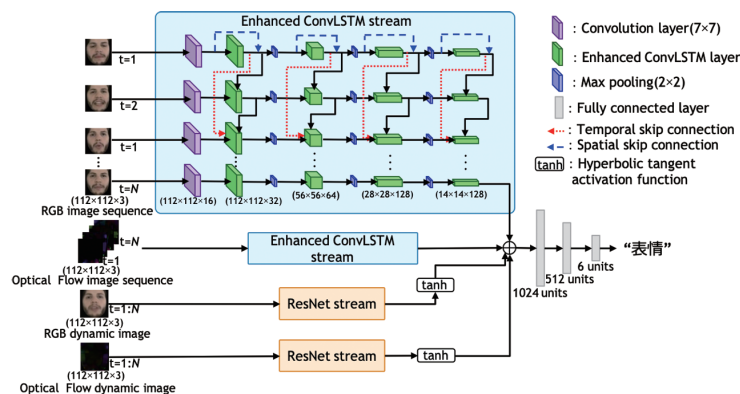 Enhanced ConvLSTM stream
t=1
t=2
t=1
t=N
(112×112×3)
RGB image sequence
(112×112×16)
(112×112×32)
(56×56×64)
(28×28×128)
(14×14×128)
: Convolution layer(7×7)
: Enhanced ConvLSTM layer
: Max pooling(2×2)
: Fully connected layer
: Temporal skip connection
: Spatial skip connection
tanh : Hyperbolic tangent
activation function
t=N
t=1
(112×112×3)
Optical Flow image sequence
Enhanced ConvLSTM
stream
1024 units
512
units
6 units
“表情”
t=1:N
(112×112×3)
RGB dynamic image
ResNet stream
tanh
t=1:N
(112×112×3)
Optical Flow dynamic image
ResNet stream
tanh